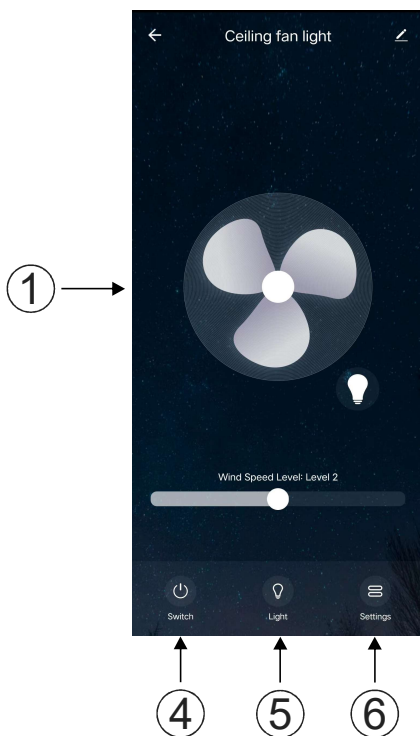 Ceiling fan light
1
Wind Speed Level: Level 2
Switch
Light
Settings
4
5
6